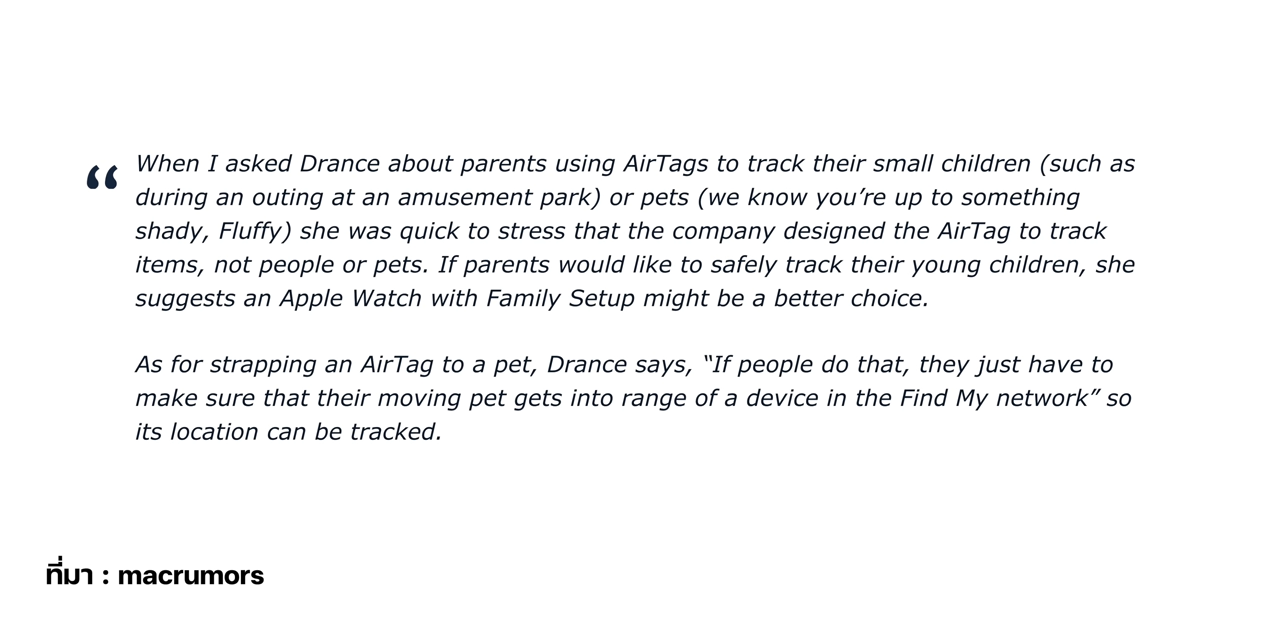 “ When I asked Drance about parents using AirTags to track their small children (such as
during an outing at an amusement park) or pets (we know you’re up to something
shady, Fluffy) she was quick to stress that the company designed the AirTag to track
items, not people or pets. If parents would like to safely track their young children, she
suggests an Apple Watch with Family Setup might be a better choice.
As for strapping an AirTag to a pet, Drance says, “If people do that, they just have to
make sure that their moving pet gets into range of a device in the Find My network” so
its location can be tracked.
ที่มา : macrumors